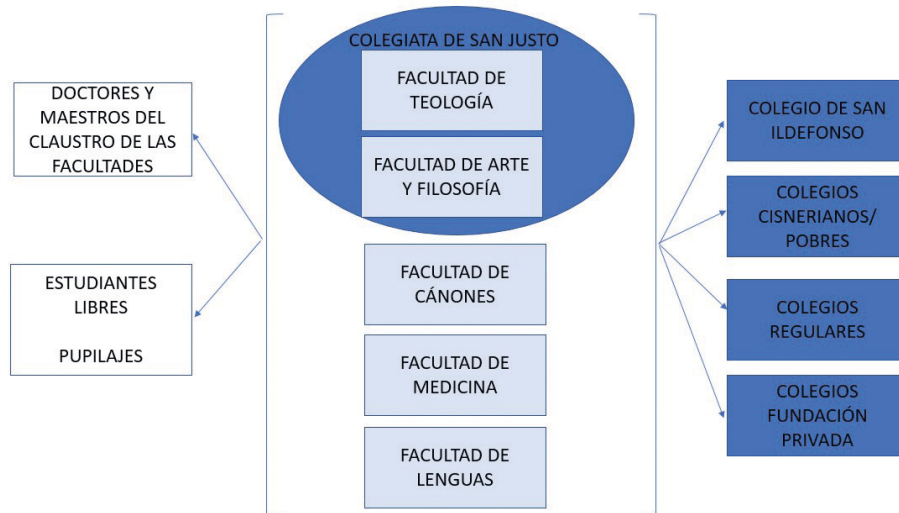 DOCTORES Y
MAESTROS DEL
CLAUSTRO DE LAS
FACULTADES
ESTUDIANTES
LIBRES
PUPILAJES
COLEGIATA DE SAN JUSTO
FACULTAD DE
TEOLOGÍA
FACULTAD DE ARTE
Y FILOSOFÍA
FACULTAD DE
CÁNONES
FACULTAD DE
MEDICINA
FACULTAD DE
LENGUAS
COLEGIO DE SAN
ILDEFONSO
COLEGIOS
CISNERIANOS/
POBRES
COLEGIOS
REGULARES
COLEGIOS
FUNDACIÓN
PRIVADA